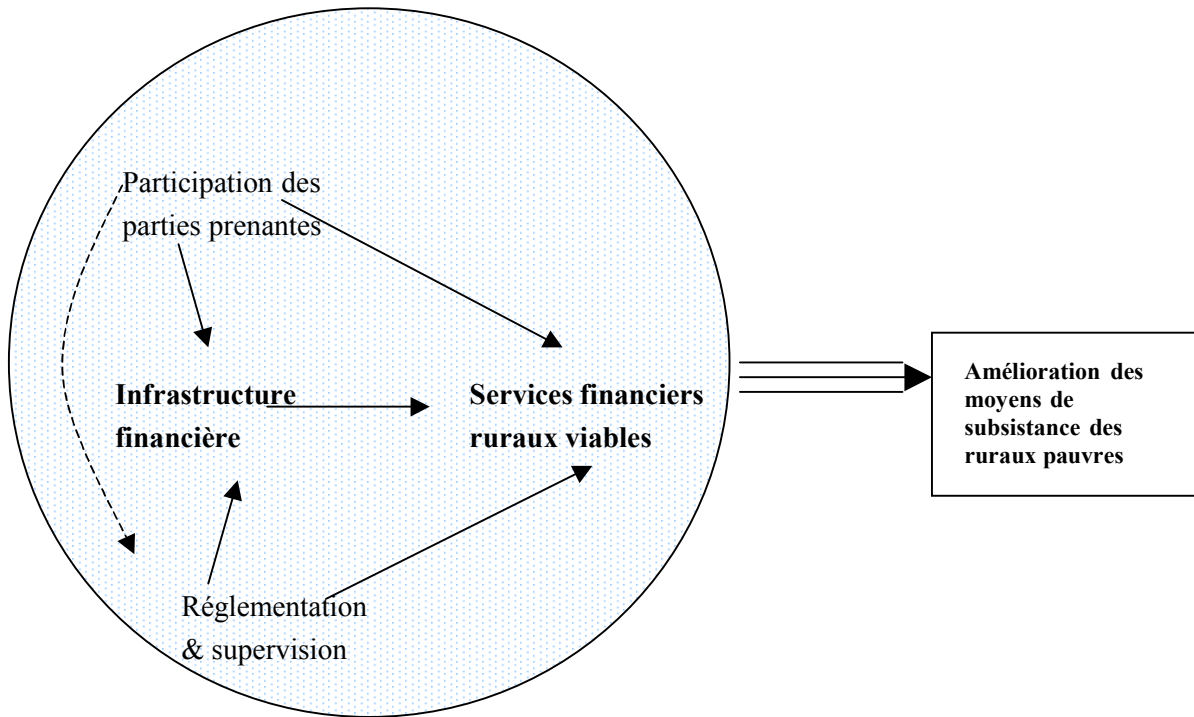 Participation des
parties prenantes
Infrastructure
financière
Services financiers
ruraux viables
Amélioration des
moyens de
subsistance des
ruraux pauvres
Réglementation
& supervision